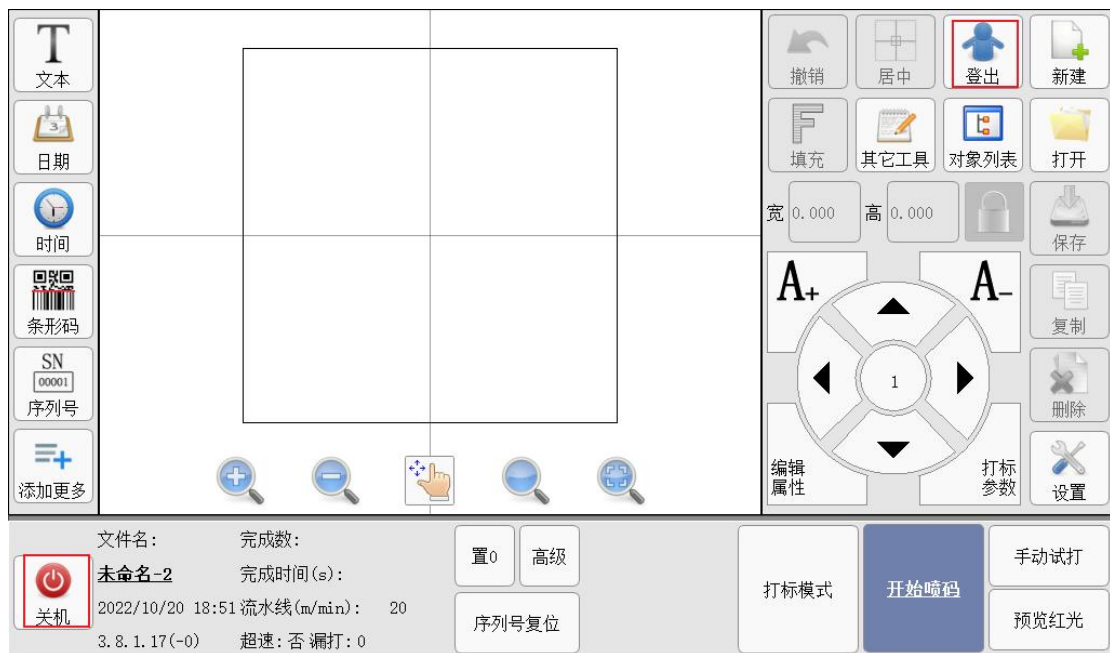 T
文本
3
日期
时间
条形码
SN
00001
序列号
添加更多
撤销
居中
登出
新建
F
填充
其它工具
对象列表
打开
宽 0.000
高 0.000
保存
A+
A-
复制
1
删除
编辑
属性
打标
参数
设置
关机
文件名:
完成数:
未命名-2
完成时间(s):
2022/10/20 18:51
流水线(m/min): 20
3.8.1.17(-0)
超速:否 漏打:0
置0
高级
序列号复位
打标模式
开始喷码
手动试打
预览红光